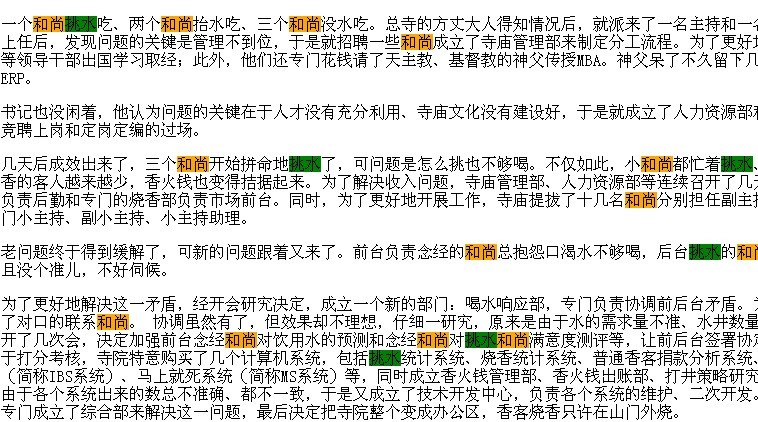 一个和尚挑水吃、两个和尚抬水吃、三个和尚没水吃。总寺的方丈大人得知情况后，就派来了一名主持和一名
上任后，发现问题的关键是管理不到位，于是就招聘一些和尚成立了寺庙管理部来制定分工流程。为了更好地
等领导干部出国学习取经；此外，他们还专门花钱请了天主教、基督教的神父传授MBA。神父呆了不久留下几
ERP。
书记也没闲着，他认为问题的关键在于人才没有充分利用、寺庙文化没有建设好，于是就成立了人力资源部和
竞聘上岗和定岗定编的过场。
几天后成效出来了，三个和尚开始拼命地挑水了，可问题是怎么挑也不够喝。不仅如此，小和尚都忙着挑水、
香的客人越来越少，香火钱也变得拮据起来。为了解决收入问题，寺庙管理部、人力资源部等连续召开了几天
负责后勤和专门的烧香部负责市场前台。同时，为了更好地开展工作，寺庙提拔了十几名和尚分别担任副主持
门小主持、副小主持、小主持助理。
老问题终于得到缓解了，可新的问题跟着又来了。前台负责念经的和尚总抱怨口渴水不够喝，后台挑水的和尚
且没个准儿，不好伺候。
为了更好地解决这一矛盾，经开会研究决定，成立一个新的部门：喝水响应部，专门负责协调前后台矛盾。为
了对口的联系和尚。 协调虽然有了，但效果却不理想，仔细一研究，原来是由于水的需求量不准、水井数量
开了几次会，决定加强前台念经和尚对饮用水的预测和念经和尚对挑水和尚满意度测评等，让前后台签署协定
于打分考核，寺院特意购买了几个计算机系统，包括挑水统计系统、烧香统计系统、普通香客捐款分析系统、
（简称IBS系统）、马上就死系统（简称MS系统）等，同时成立香火钱管理部、香火钱出账部、打井策略研究
由于各个系统出来的数总不准确、都不一致，于是又成立了技术开发中心，负责各个系统的维护、二次开发。
专门成立了综合部来解决这一问题，最后决定把寺院整个变成办公区，香客烧香只许在山门外烧。